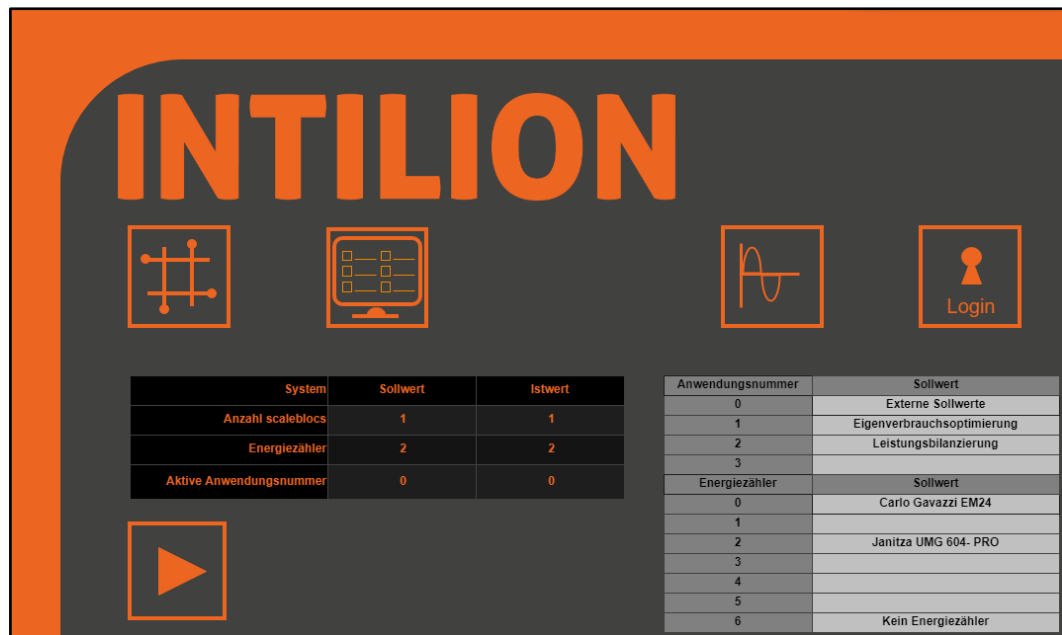 INTILION
Login
System Sollwert Istwert
Anzahl scaleblocs 1 1
Energiezähler 2 2
Aktive Anwendungsnummer 0 0
Anwendungsnummer Sollwert
0 Externe Sollwerte
1 Eigenverbrauchsoptimierung
2 Leistungsbilanzierung
3
Energiezähler Sollwert
0 Carlo Gavazzi EM24
1
2 Janitza UMG 604- PRO
3
4
5
6 Kein Energiezähler